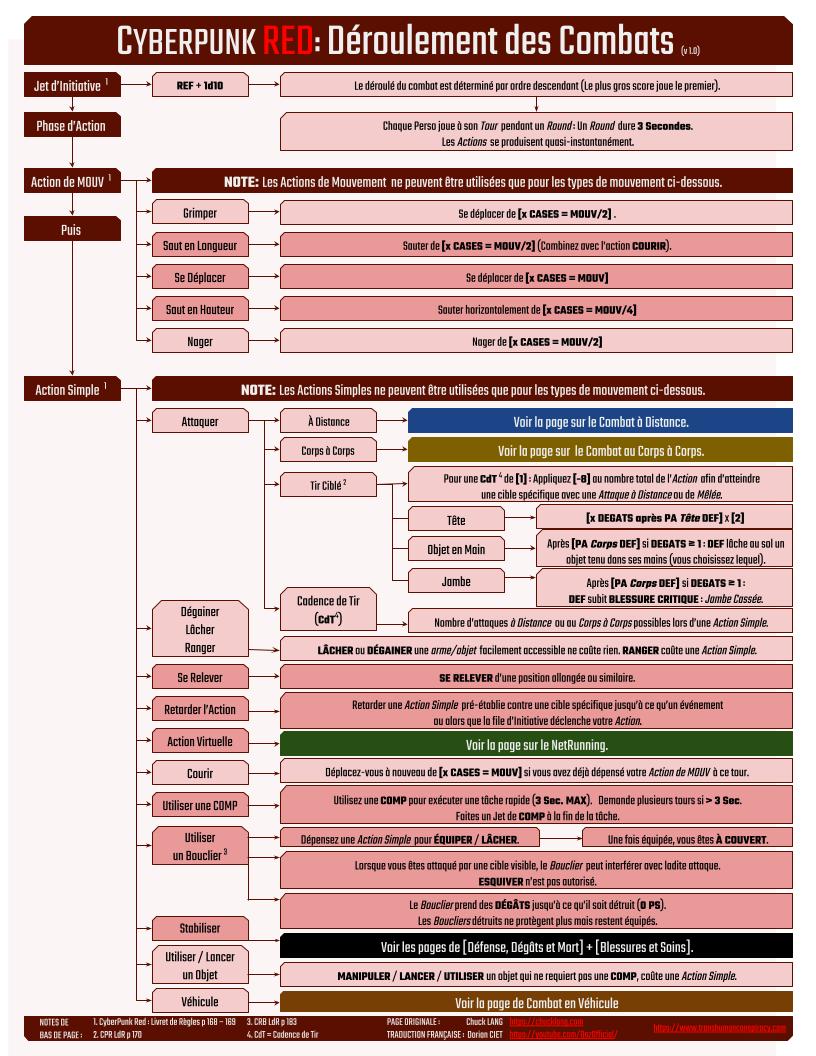 CYBERPUNK RED: Déroulement des Combats (v 1.0)
Jet d'Initiative 1
REF + 1d10
Le déroulé du combat est déterminé par ordre descendant (Le plus gros score joue le premier).
Phase d'Action
Chaque Perso joue à son Tour pendant un Round : Un Round dure 3 Secondes.
Les Actions se produisent quasi-instantanément.
Action de MOUV 1
NOTE: Les Actions de Mouvement ne peuvent être utilisées que pour les types de mouvement ci-dessous.
Grimper
Se déplacer de [x CASES = MOUV/2] .
Puis
Saut en Longueur
Sauter de [x CASES = MOUV/2] (Combinez avec l'action COURIR).
Se Déplacer
Se déplacer de [x CASES = MOUV]
Saut en Hauteur
Sauter horizontalement de [x CASES = MOUV/4]
Nager
Nager de [x CASES = MOUV/2]
Action Simple 1
NOTE: Les Actions Simples ne peuvent être utilisées que pour les types de mouvement ci-dessous.
Attaquer
À Distance
Voir la page sur le Combat à Distance.
Corps à Corps
Voir la page sur le Combat au Corps à Corps.
Tir Ciblé 2
Pour une CdT 4 de [1] : Appliquez [-8] au nombre total de l'Action afin d'atteindre
une cible spécifique avec une Attaque à Distance ou de Mêlée.
Tête
[x DEGATS après PA Tête DEF] x [2]
Objet en Main
Après [PA Corps DEF] si DEGATS ≥ 1 : DEF lâche au sol un
objet tenu dans ses mains (vous choisissez lequel).
Jambe
Après [PA Corps DEF] si DEGATS ≥ 1 :
DEF subit BLESSURE CRITIQUE : Jambe Cassée.
Cadence de Tir
(CdT4)
Nombre d'attaques à Distance ou au Corps à Corps possibles lors d'une Action Simple.
Dégainer
Lâcher
Ranger
LÂCHER ou DÉGAINER une arme/objet facilement accessible ne coûte rien. RANGER coûte une Action Simple.
Se Relever
SE RELEVER d'une position allongée ou similaire.
Retarder l'Action
Retarder une Action Simple pré-établie contre une cible spécifique jusqu'à ce qu'un événement
ou alors que la file d'Initiative déclenche votre Action.
Action Virtuelle
Voir la page sur le NetRunning.
Courir
Déplacez-vous à nouveau de [x CASES = MOUV] si vous avez déjà dépensé votre Action de MOUV à ce tour.
Utiliser une COMP
Utilisez une COMP pour exécuter une tâche rapide (3 Sec. MAX). Demande plusieurs tours si > 3 Sec.
Faites un Jet de COMP à la fin de la tâche.
Utiliser
un Bouclier 3
Dépensez une Action Simple pour ÉQUIPER / LÂCHER.
Une fois équipée, vous êtes À COUVERT.
Lorsque vous êtes attaqué par une cible visible, le Bouclier peut interférer avec ladite attaque.
ESQUIVER n'est pas autorisé.
Le Bouclier prend des DÉGÂTS jusqu'à ce qu'il soit détruit (0 PS).
Les Boucliers détruits ne protègent plus mais restent équipés.
Stabiliser
Voir les pages de [Défense, Dégâts et Mort] + [Blessures et Soins].
Utiliser / Lancer
un Objet
MANIPULER / LANCER / UTILISER un objet qui ne requiert pas une COMP, coûte une Action Simple.
Véhicule
Voir la page de Combat en Véhicule
NOTES DE
BAS DE PAGE :
1. CyberPunk Red : Livret de Règles p 168 – 169
2. CPR LdR p 170
3. CRB LdR p 183
4. CdT = Cadence de Tir
PAGE ORIGINALE : Chuck LANG https://chucklang.com
TRADUCTION FRANÇAISE : Dorion CIET https://youtube.com/DozOfficiel/
https://www.transhumanconspiracy.com